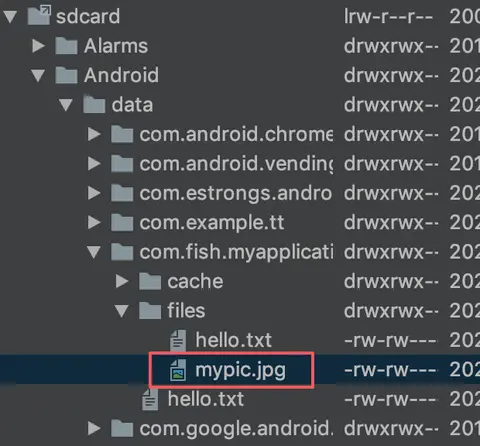 sdcard lrw-r--r-- 200
Alarms drwxrwx-- 201
Android drwxrwx-- 202
data drwxrwx-- 202
com.android.chrome drwxrwx-- 201
com.android.vending drwxrwx-- 201
com.estrongs.andro drwxrwx-- 202
com.example.tt drwxrwx-- 202
com.fish.myapplicati drwxrwx-- 202
cache drwxrwx-- 202
files drwxrwx-- 202
hello.txt -rw-rw--- 202
mypic.jpg -rw-rw--- 202
hello.txt -rw-rw--- 202
com.google.android. drwxrwx-- 201